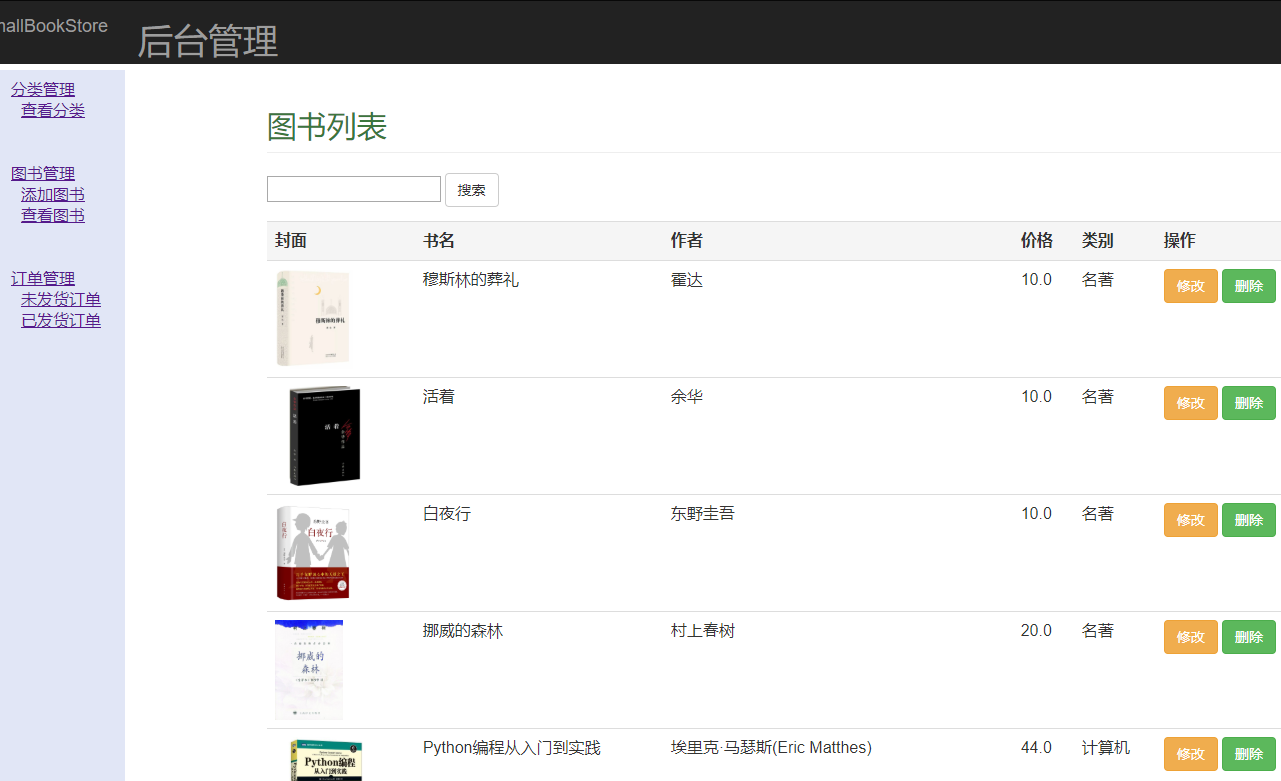 mallBookStore 后台管理
分类管理
查看分类
图书管理
添加图书
查看图书
订单管理
未发货订单
已发货订单
图书列表
搜索
封面 书名 作者 价格 类别 操作
穆斯林的葬礼
穆斯林的葬礼 霍达 10.0 名著 修改 删除
活着
活着 余华 10.0 名著 修改 删除
白夜行
白夜行
白夜行 东野圭吾 10.0 名著 修改 删除
挪威的
森林
挪威的森林 村上春树 20.0 名著 修改 删除
Python编程
从入门到实践
Python编程从入门到实践 埃里克·马瑟斯(Eric Matthes) 44.0 计算机 修改 删除